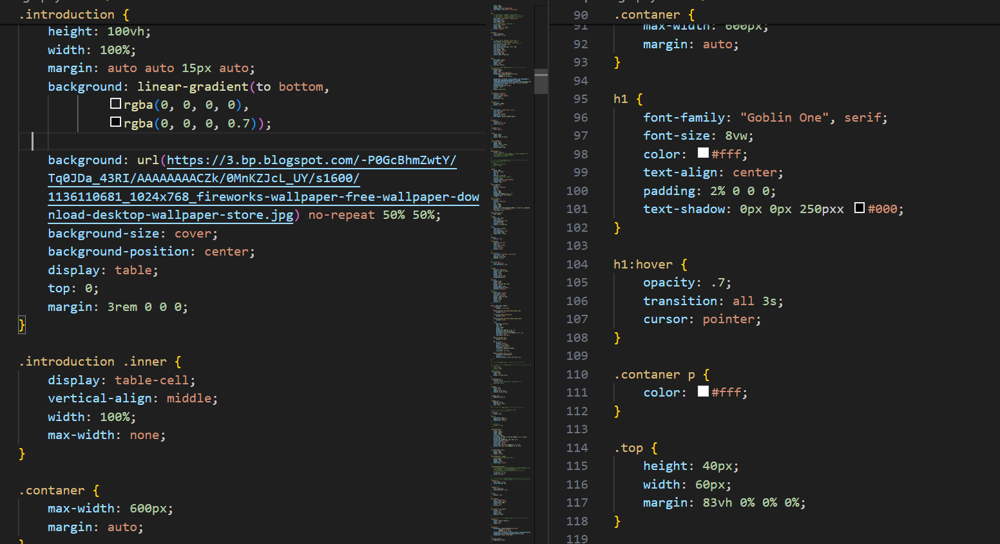 .introduction {
height: 100vh;
width: 100%;
margin: auto auto 15px auto;
background: linear-gradient(to bottom,
rgba(0, 0, 0, 0),
rgba(0, 0, 0, 0.7));
background: url(https://3.bp.blogspot.com/-P0GcBhmZwtY/
Tq0JDa_43RI/AAAAAAAACZk/0MnKZJcL_UY/s1600/
1136110681_1024x768_fireworks-wallpaper-free-wallpaper-dow
nload-desktop-wallpaper-store.jpg) no-repeat 50% 50%;
background-size: cover;
background-position: center;
display: table;
top: 0;
margin: 3rem 0 0 0;
}
.introduction .inner {
display: table-cell;
vertical-align: middle;
width: 100%;
max-width: none;
}
.contaner {
max-width: 600px;
margin: auto;
90 .contaner {
91 max-width: 600px;
92 margin: auto;
93 }
94
95 h1 {
96 font-family: "Goblin One", serif;
97 font-size: 8vw;
98 color: #fff;
99 text-align: center;
100 padding: 2% 0 0 0;
101 text-shadow: 0px 0px 250pxx #000;
102 }
103
104 h1:hover {
105 opacity: .7;
106 transition: all 3s;
107 cursor: pointer;
108 }
109
110 .contaner p {
111 color: #fff;
112 }
113
114 .top {
115 height: 40px;
116 width: 60px;
117 margin: 83vh 0% 0% 0%;
118 }
119